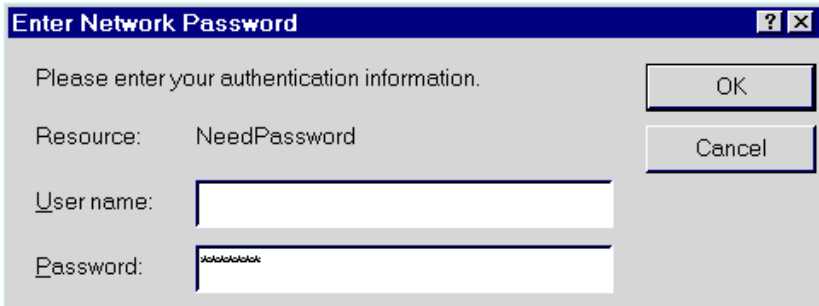 Enter Network Password
Please enter your authentication information.
OK
Resource: NeedPassword
Cancel
User name:
Password: ********